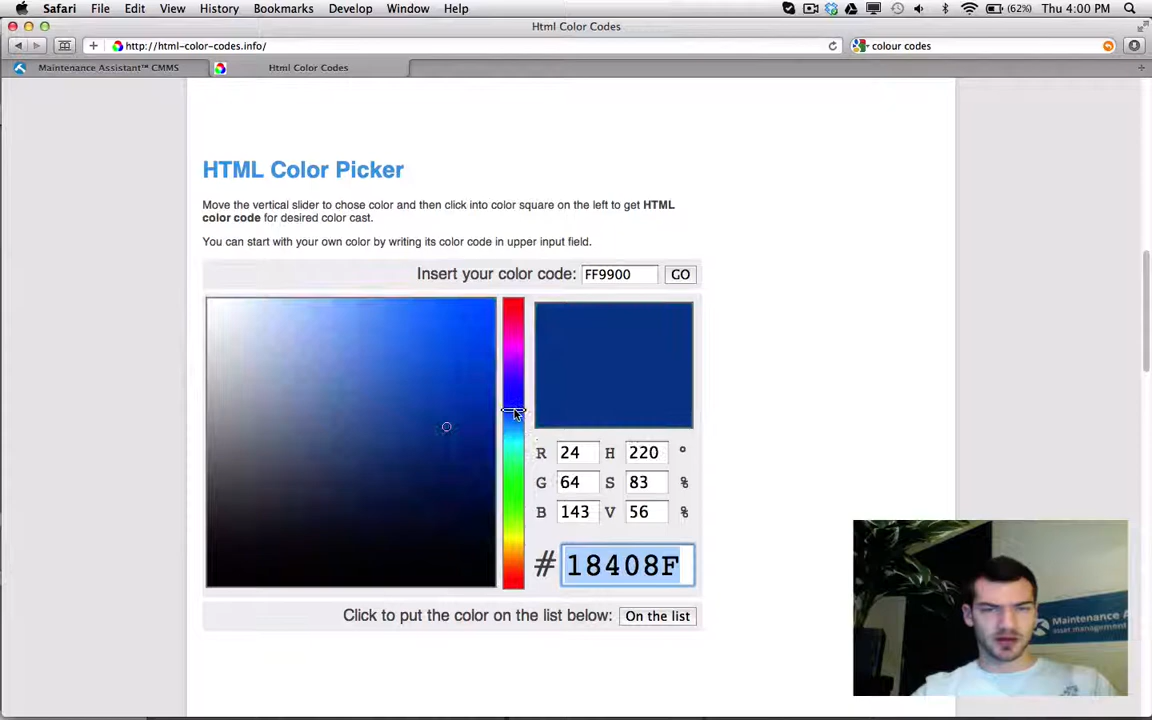 Safari File Edit View History Bookmarks Develop Window Help (62%) Thu 4:00 PM
Html Color Codes
http://html-color-codes.info/ colour codes
Maintenance Assistant™ CMMS Html Color Codes
HTML Color Picker
Move the vertical slider to chose color and then click into color square on the left to get HTML
color code for desired color cast.
You can start with your own color by writing its color code in upper input field.
Insert your color code: FF9900 GO
R 24 H 220 °
G 64 S 83 %
B 143 V 56 %
# 18408F
Click to put the color on the list below: On the list
Maintenance A
asset.management